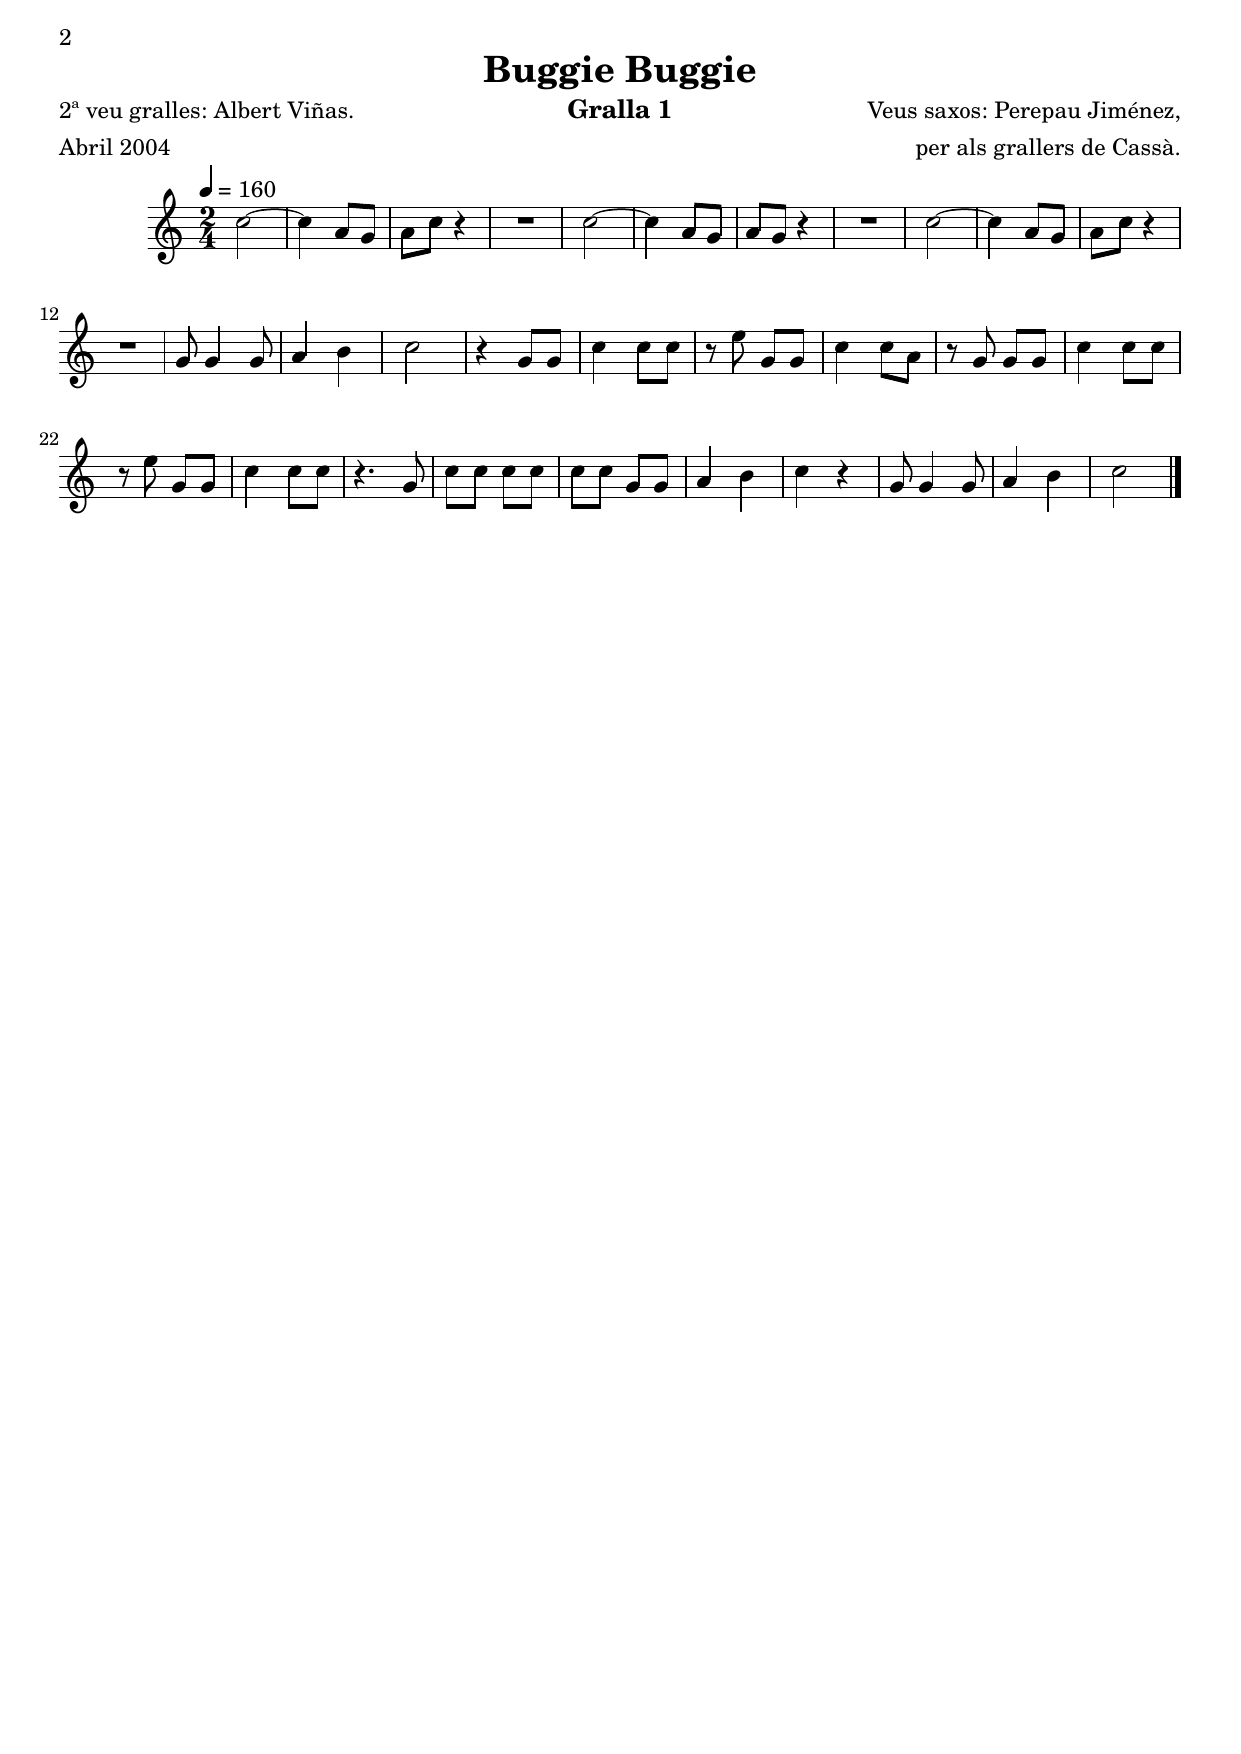 2
Buggie Buggie
2ª veu gralles: Albert Viñas. Gralla 1 Veus saxos: Perepau Jiménez,
Abril 2004 per als grallers de Cassà.
= 160
2
4
12
22